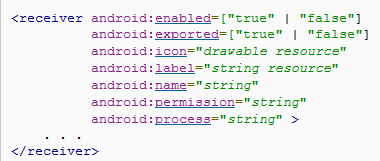 <receiver android:enabled=["true" | "false"]
android:exported=["true" | "false"]
android:icon="drawable resource"
android:label="string resource"
android:name="string"
android:permission="string"
android:process="string" >
. . .
</receiver>